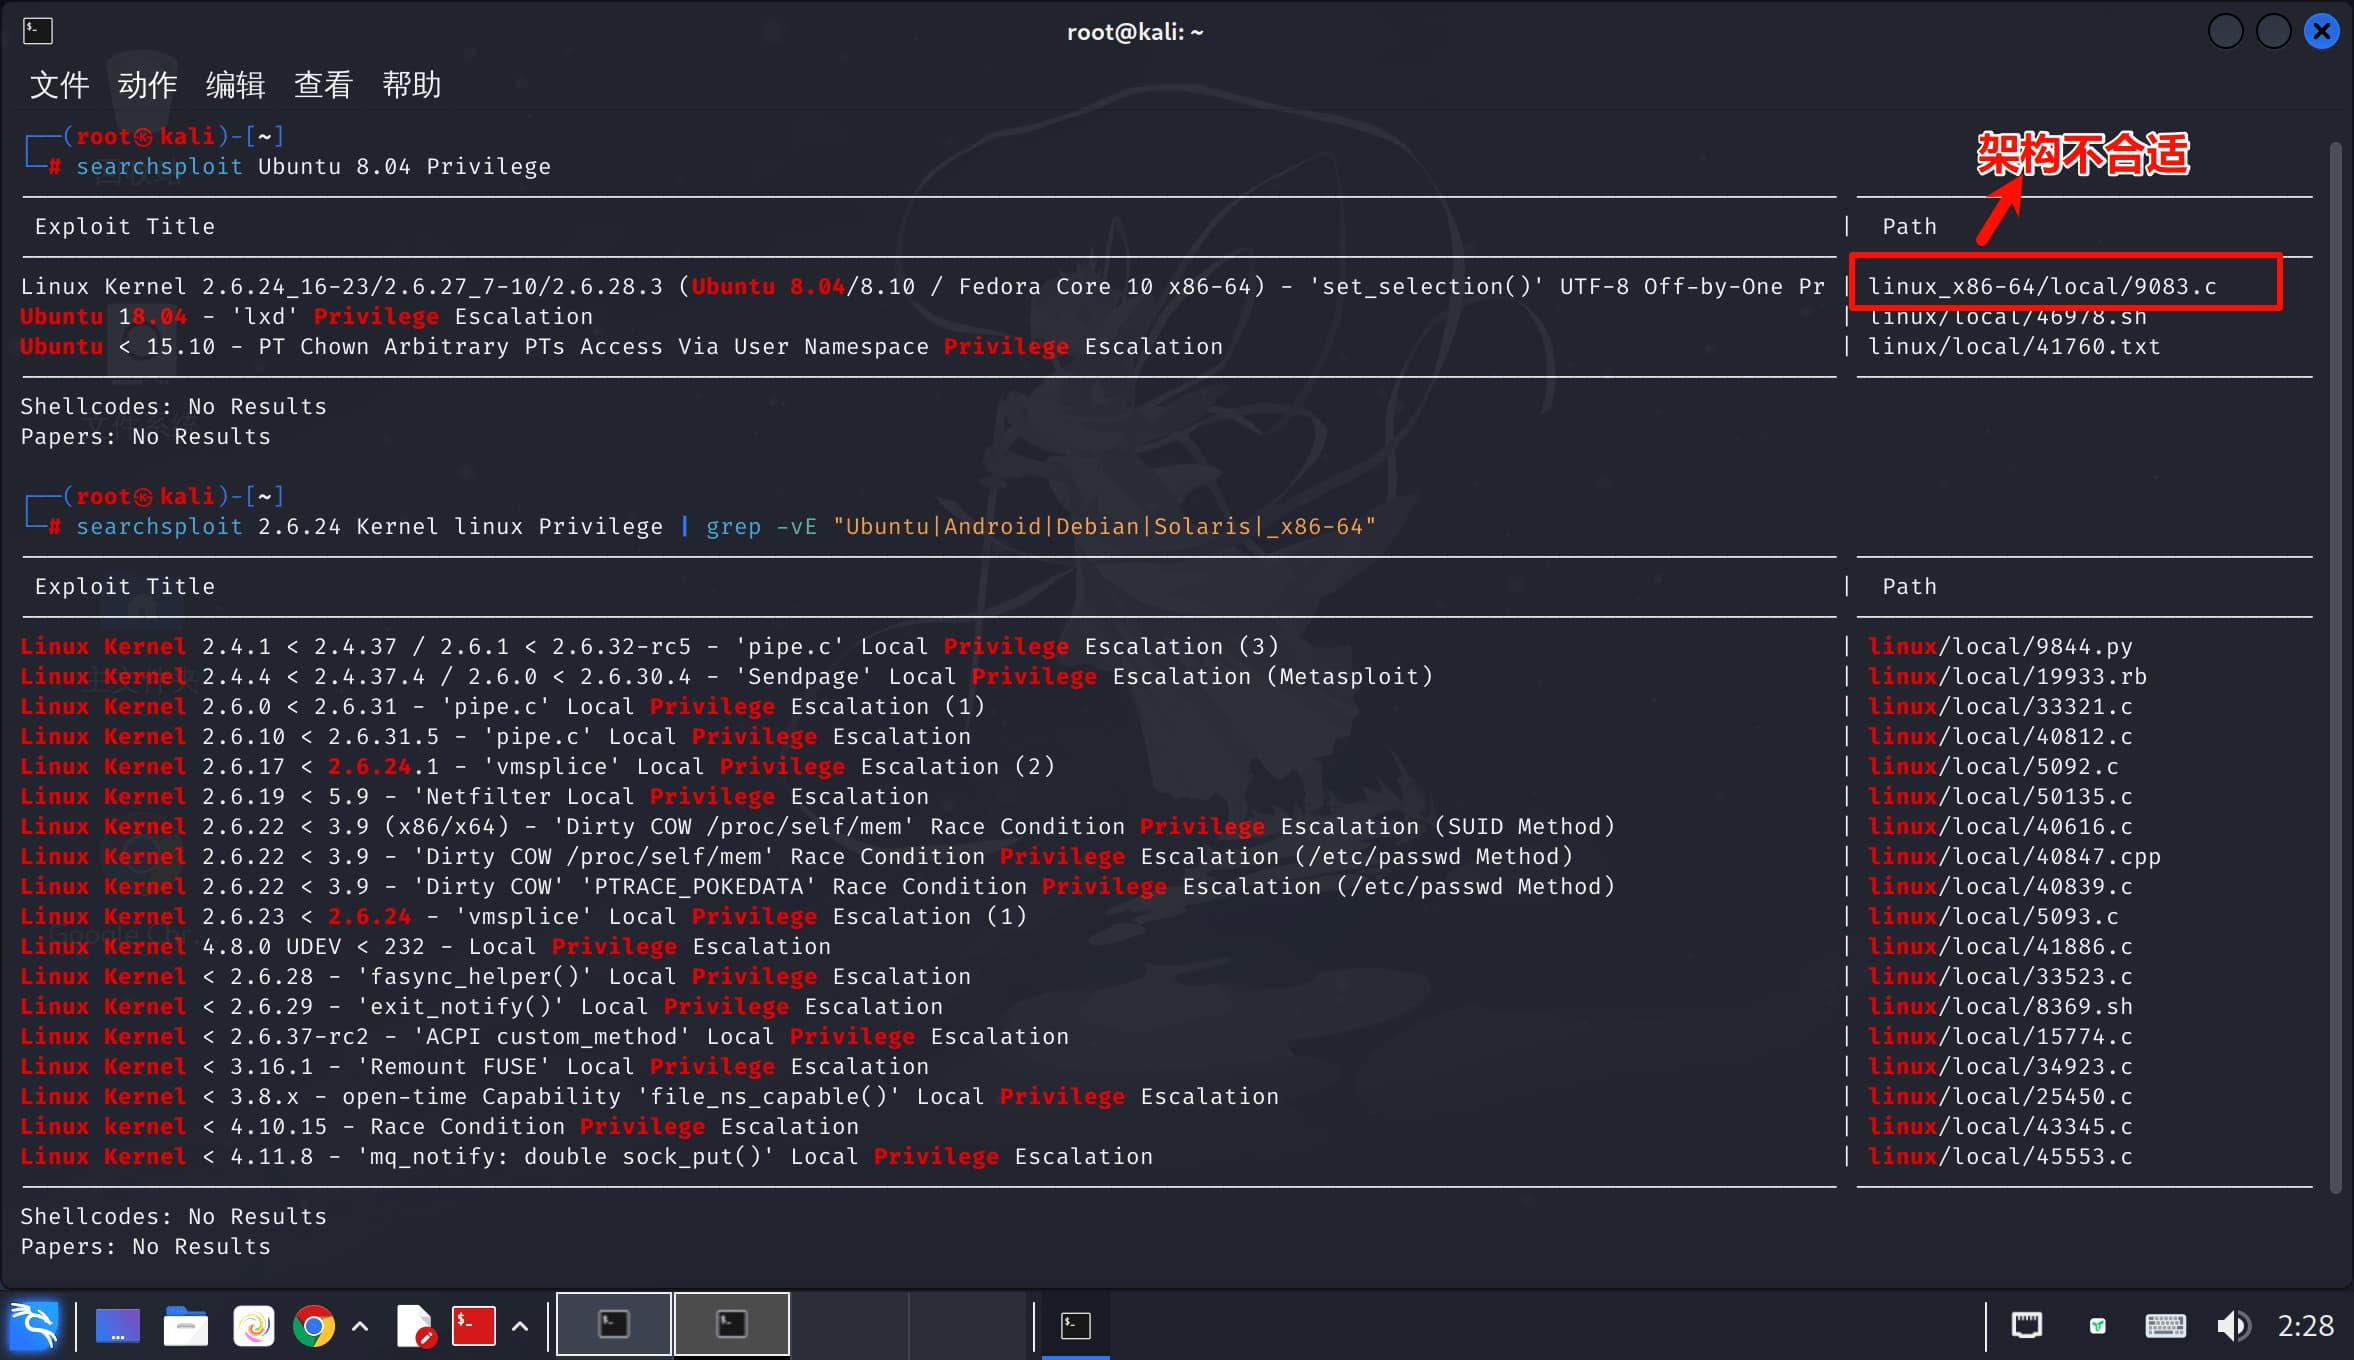 root@kali: ~
文件 动作 编辑 查看 帮助
(root㉿kali)-[~]
# searchsploit Ubuntu 8.04 Privilege
架构不合适
Exploit Title | Path
Linux Kernel 2.6.24_16-23/2.6.27_7-10/2.6.28.3 (Ubuntu 8.04/8.10 / Fedora Core 10 x86-64) - 'set_selection()' UTF-8 Off-by-One Pr | linux_x86-64/local/9083.c
Ubuntu 18.04 - 'lxd' Privilege Escalation | linux/local/46978.sh
Ubuntu < 15.10 - PT Chown Arbitrary PTs Access Via User Namespace Privilege Escalation | linux/local/41760.txt
Shellcodes: No Results
Papers: No Results
(root㉿kali)-[~]
# searchsploit 2.6.24 Kernel linux Privilege | grep -vE "Ubuntu|Android|Debian|Solaris|_x86-64"
Exploit Title | Path
Linux Kernel 2.4.1 < 2.4.37 / 2.6.1 < 2.6.32-rc5 - 'pipe.c' Local Privilege Escalation (3) | linux/local/9844.py
Linux Kernel 2.4.4 < 2.4.37.4 / 2.6.0 < 2.6.30.4 - 'Sendpage' Local Privilege Escalation (Metasploit) | linux/local/19933.rb
Linux Kernel 2.6.0 < 2.6.31 - 'pipe.c' Local Privilege Escalation (1) | linux/local/33321.c
Linux Kernel 2.6.10 < 2.6.31.5 - 'pipe.c' Local Privilege Escalation | linux/local/40812.c
Linux Kernel 2.6.17 < 2.6.24.1 - 'vmsplice' Local Privilege Escalation (2) | linux/local/5092.c
Linux Kernel 2.6.19 < 5.9 - 'Netfilter Local Privilege Escalation | linux/local/50135.c
Linux Kernel 2.6.22 < 3.9 (x86/x64) - 'Dirty COW /proc/self/mem' Race Condition Privilege Escalation (SUID Method) | linux/local/40616.c
Linux Kernel 2.6.22 < 3.9 - 'Dirty COW /proc/self/mem' Race Condition Privilege Escalation (/etc/passwd Method) | linux/local/40847.cpp
Linux Kernel 2.6.22 < 3.9 - 'Dirty COW' 'PTRACE_POKEDATA' Race Condition Privilege Escalation (/etc/passwd Method) | linux/local/40839.c
Linux Kernel 2.6.23 < 2.6.24 - 'vmsplice' Local Privilege Escalation (1) | linux/local/5093.c
Linux Kernel 4.8.0 UDEV < 232 - Local Privilege Escalation | linux/local/41886.c
Linux Kernel < 2.6.28 - 'fasync_helper()' Local Privilege Escalation | linux/local/33523.c
Linux Kernel < 2.6.29 - 'exit_notify()' Local Privilege Escalation | linux/local/8369.sh
Linux Kernel < 2.6.37-rc2 - 'ACPI custom_method' Local Privilege Escalation | linux/local/15774.c
Linux Kernel < 3.16.1 - 'Remount FUSE' Local Privilege Escalation | linux/local/34923.c
Linux Kernel < 3.8.x - open-time Capability 'file_ns_capable()' Local Privilege Escalation | linux/local/25450.c
Linux kernel < 4.10.15 - Race Condition Privilege Escalation | linux/local/43345.c
Linux Kernel < 4.11.8 - 'mq_notify: double sock_put()' Local Privilege Escalation | linux/local/45553.c
Shellcodes: No Results
Papers: No Results
2:28